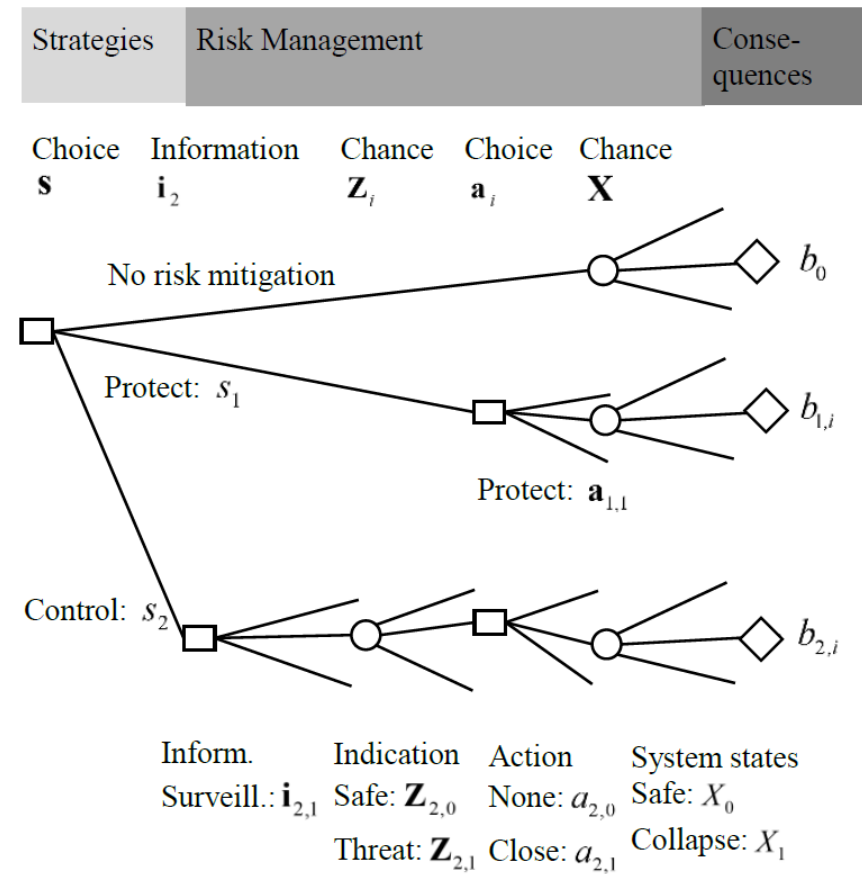 Strategies Risk Management Conse-
quences
Choice Information Chance Choice Chance
s i₂ Zᵢ aᵢ X
No risk mitigation b₀
Protect: s₁ b₁,ᵢ
Protect: a₁,₁
Control: s₂ b₂,ᵢ
Inform. Indication Action System states
Surveill.: i₂,₁ Safe: Z₂,₀ None: a₂,₀ Safe: X₀
Threat: Z₂,₁ Close: a₂,₁ Collapse: X₁